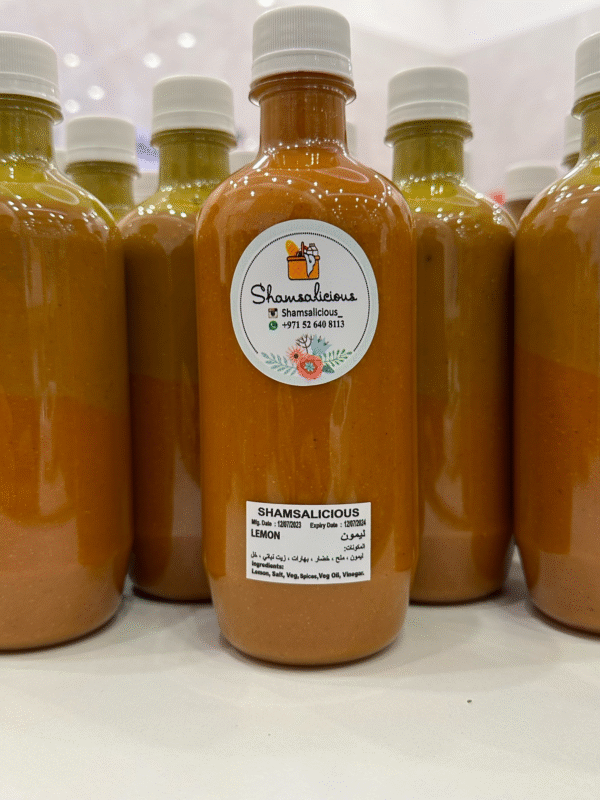 Shamsalicious
Shamsalicious_
+971 52 640 8113
SHAMSALICIOUS
Mfg. Date : 12/07/2023 Expiry Date : 12/07/2024
LEMON ليمون
المكونات:
ليمون ، ملح ، خضار ، بهارات ، زيت نباتي ، خل
Ingredients:
Lemon, Salt, Veg, Spices,Veg Oil, Vinegar.